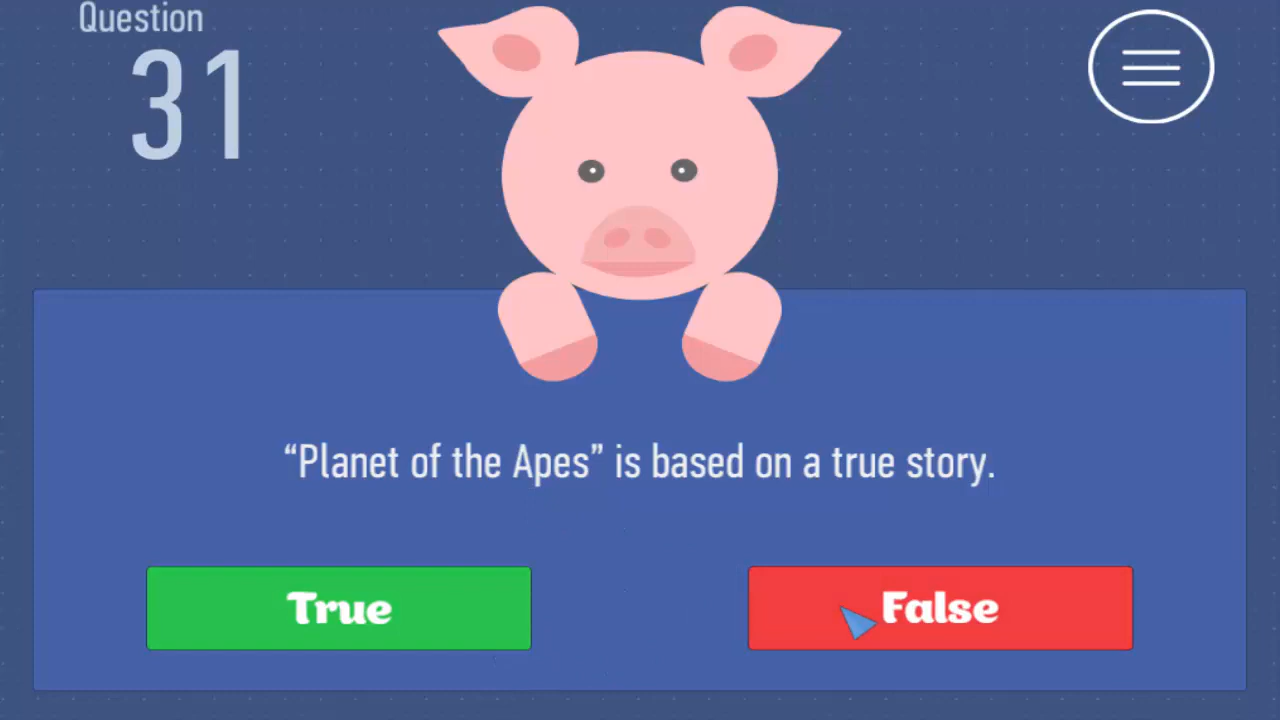 Question
31
“Planet of the Apes” is based on a true story.
True
False